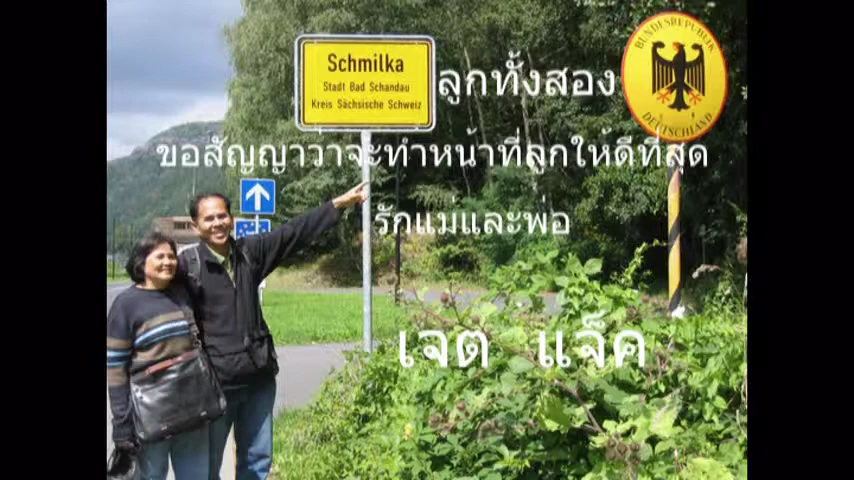 Schmilka
Stadt Bad Schandau
Kreis Sächsische Schweiz
BUNDESREPUBLIK
DEUTSCHLAND
ลูกทั้งสอง
ขอสัญญาว่าจะทำหน้าที่ลูกให้ดีที่สุด
รักแม่และพ่อ
เจต แจ็ค